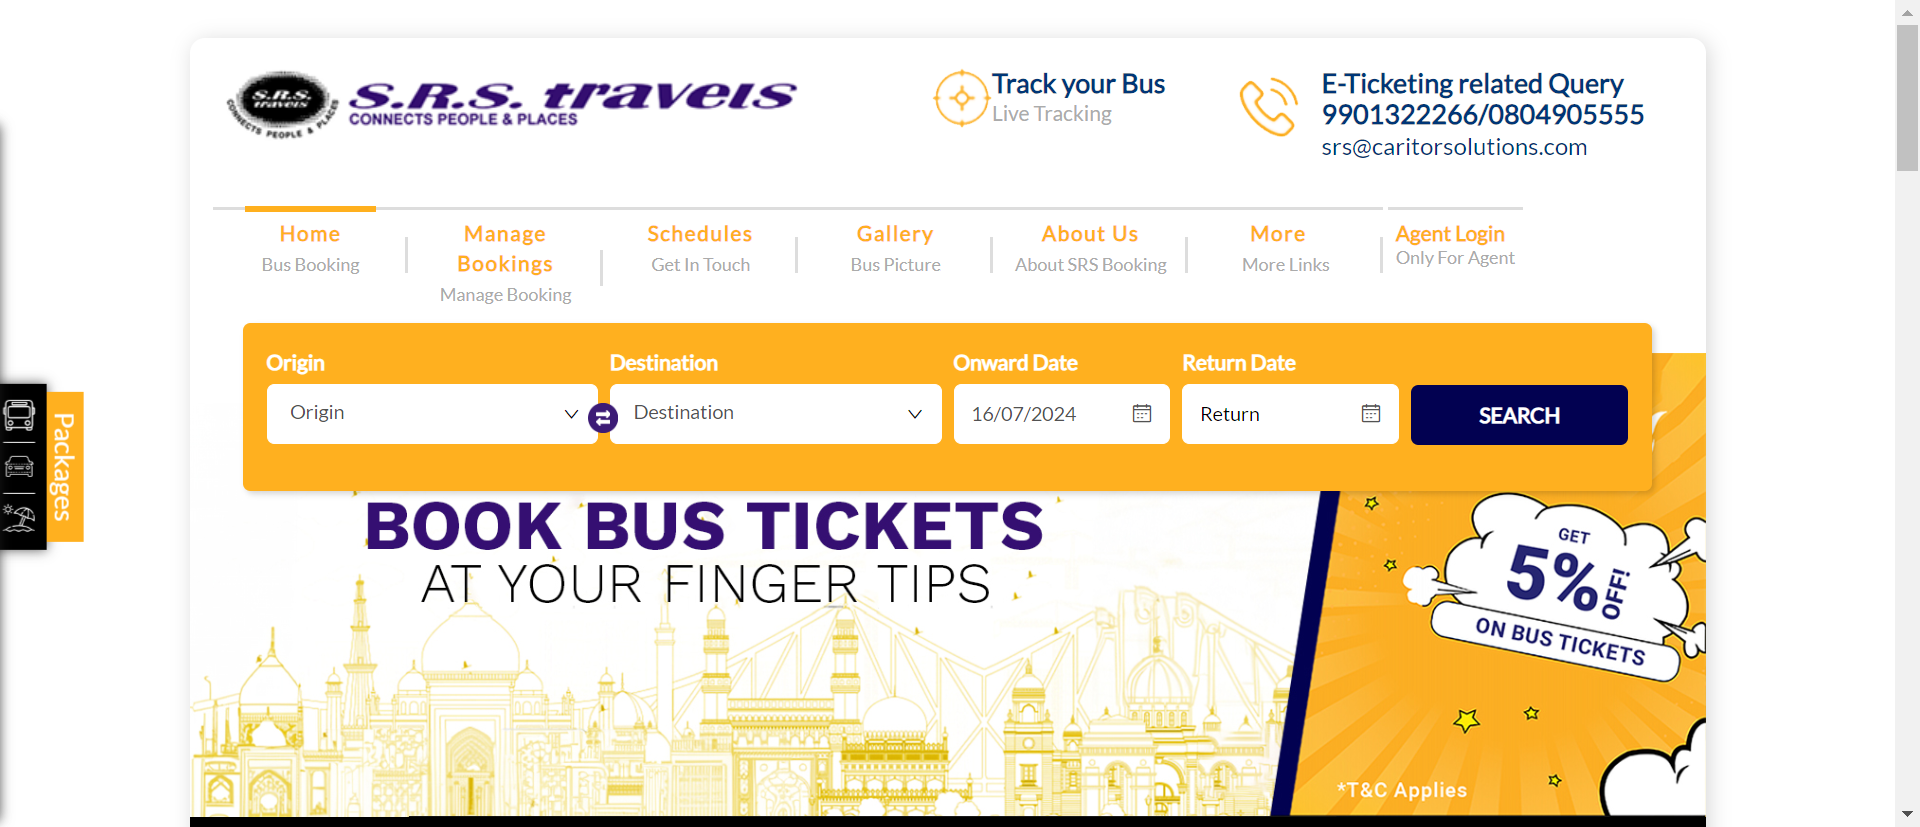 S.R.S. travels CONNECTS PEOPLE & PLACES
S.R.S. travels
CONNECTS PEOPLE & PLACES
Track your Bus
Live Tracking
E-Ticketing related Query
9901322266/0804905555
srs@caritorsolutions.com
Home
Bus Booking
Manage
Bookings
Manage Booking
Schedules
Get In Touch
Gallery
Bus Picture
About Us
About SRS Booking
More
More Links
Agent Login
Only For Agent
Origin
Destination
Onward Date
Return Date
Origin
Destination
16/07/2024
Return
SEARCH
Packages
BOOK BUS TICKETS
AT YOUR FINGER TIPS
GET
5% OFF!
ON BUS TICKETS
*T&C Applies